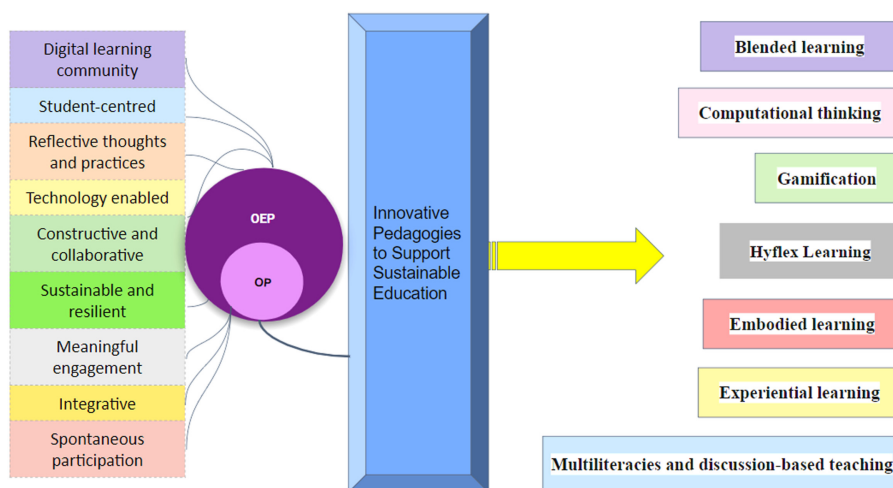 Digital learning
community
Student-centred
Reflective thoughts
and practices
Technology enabled
Constructive and
collaborative
Sustainable and
resilient
Meaningful
engagement
Integrative
Spontaneous
participation
OEP
OP
Innovative
Pedagogies
to Support
Sustainable
Education
Blended learning
Computational thinking
Gamification
Hyflex Learning
Embodied learning
Experiential learning
Multiliteracies and discussion-based teaching